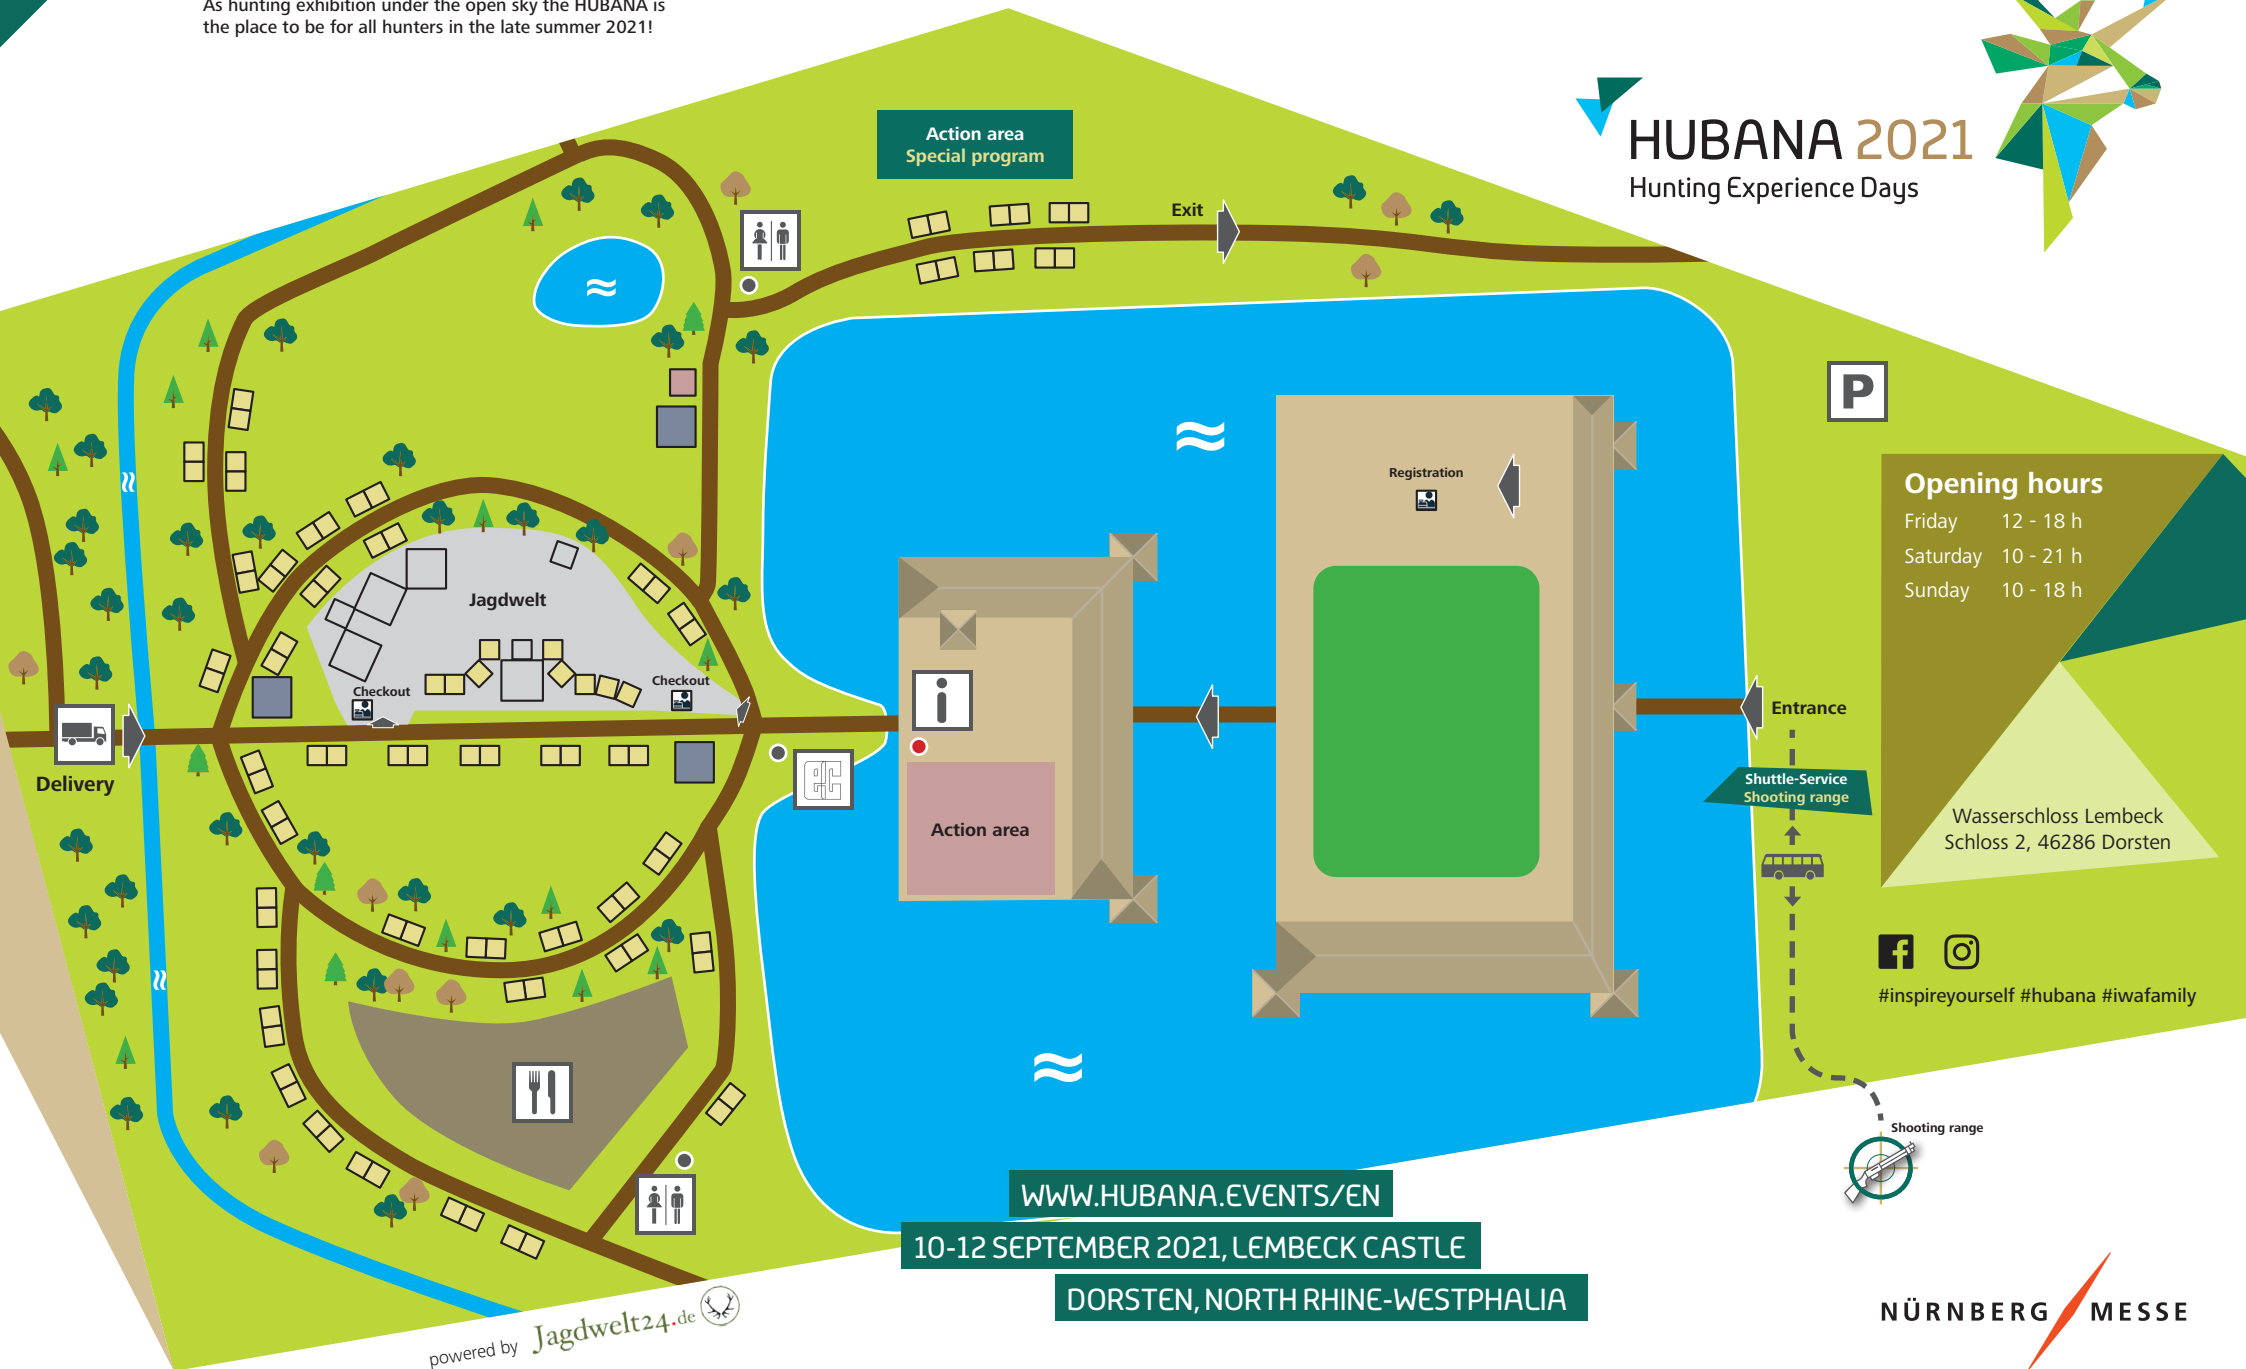 As hunting exhibition under the open sky the HUBANA is
the place to be for all hunters in the late summer 2021!
HUBANA 2021
Hunting Experience Days
Action area
Special program
Exit
P
Registration
Opening hours
Friday 12 - 18 h
Saturday 10 - 21 h
Sunday 10 - 18 h
Jagdwelt
Checkout
Checkout
i
Entrance
Delivery
EC
Shuttle-Service
Shooting range
Action area
Wasserschloss Lembeck
Schloss 2, 46286 Dorsten
#inspireyourself #hubana #iwafamily
Shooting range
WWW.HUBANA.EVENTS/EN
10-12 SEPTEMBER 2021, LEMBECK CASTLE
DORSTEN, NORTH RHINE-WESTPHALIA
powered by Jagdwelt24.de
NÜRNBERG MESSE